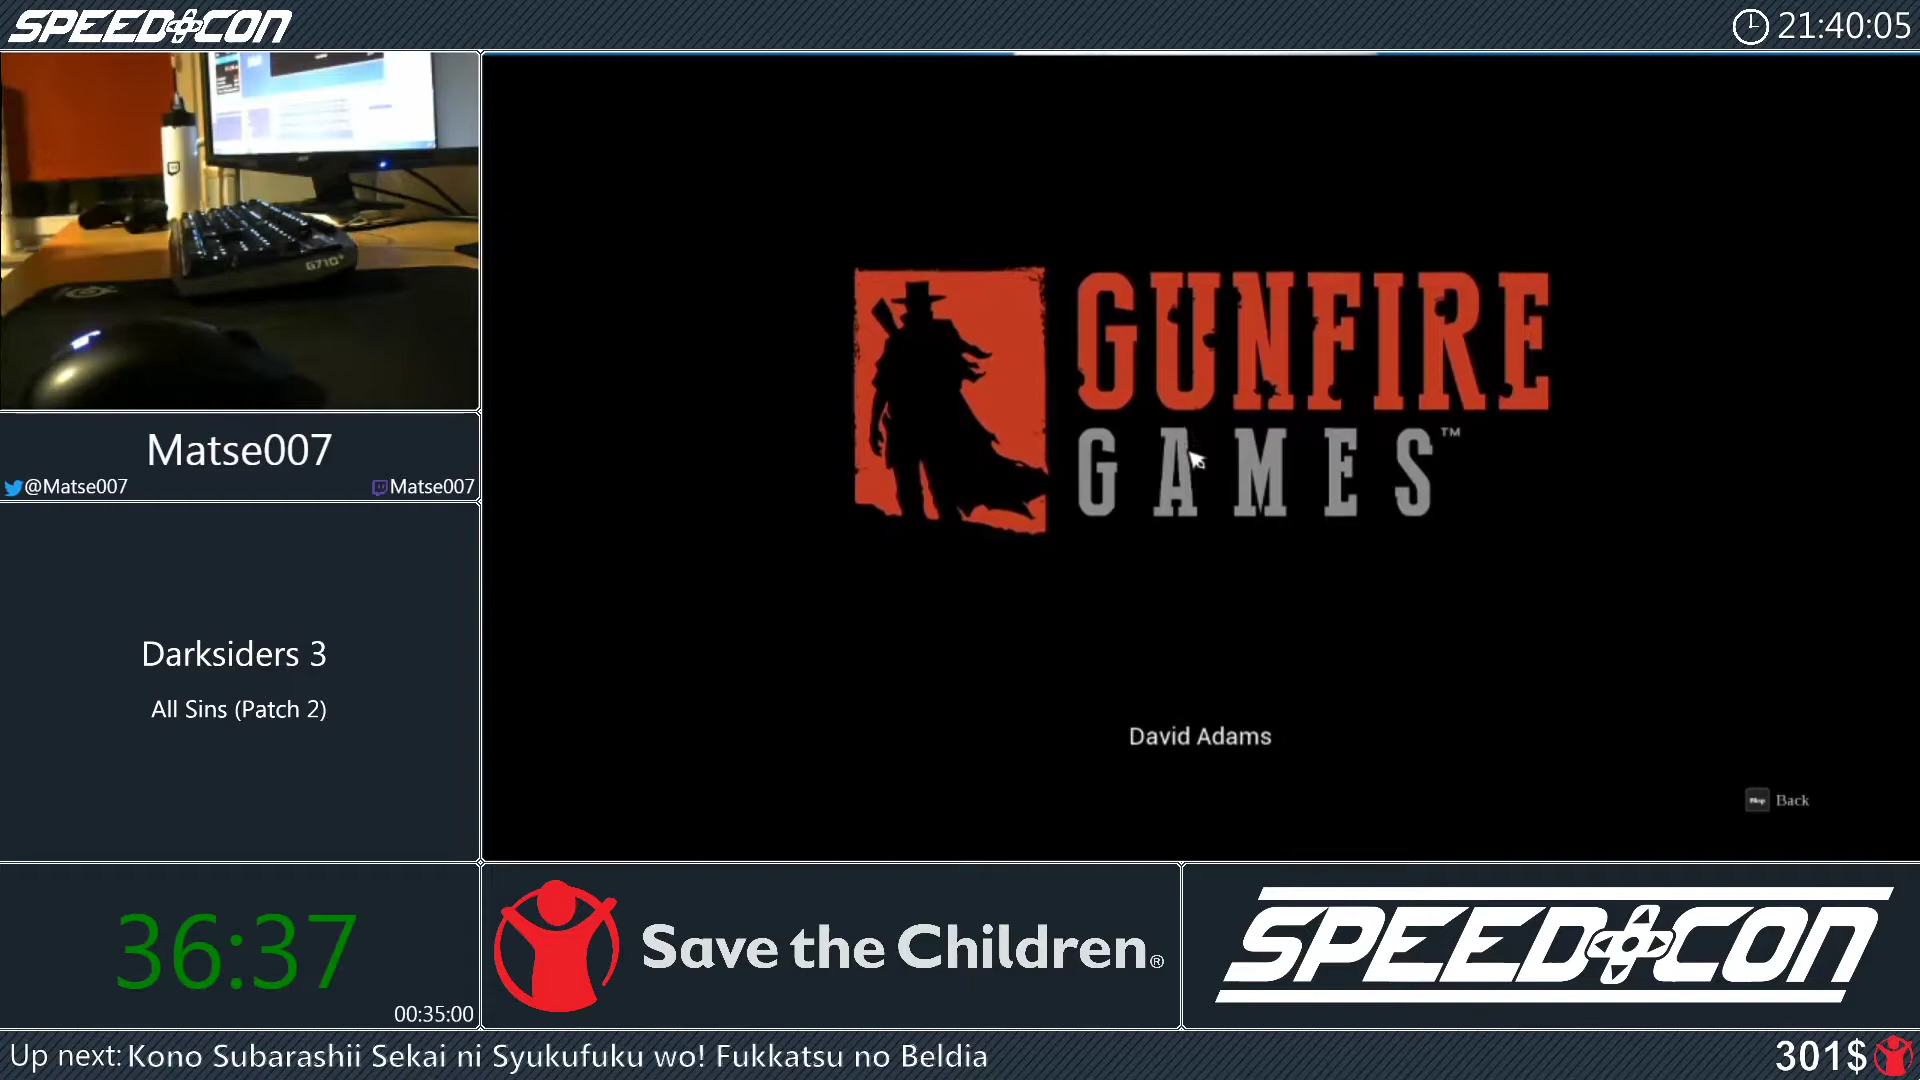 SPEEDCON
21:40:05
G710+
Matse007
@Matse007
Matse007
Darksiders 3
All Sins (Patch 2)
GUNFIRE
GAMES™
David Adams
Back
36:37
00:35:00
Save the Children®
SPEEDCON
Up next: Kono Subarashii Sekai ni Syukufuku wo! Fukkatsu no Beldia
301$